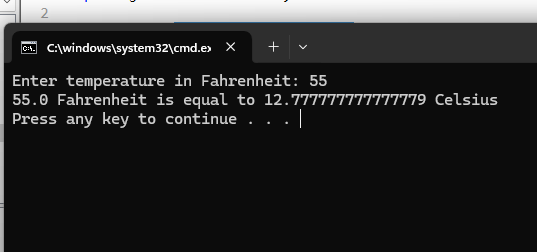 2
C:\windows\system32\cmd.ex
Enter temperature in Fahrenheit: 55
55.0 Fahrenheit is equal to 12.777777777777779 Celsius
Press any key to continue . . .